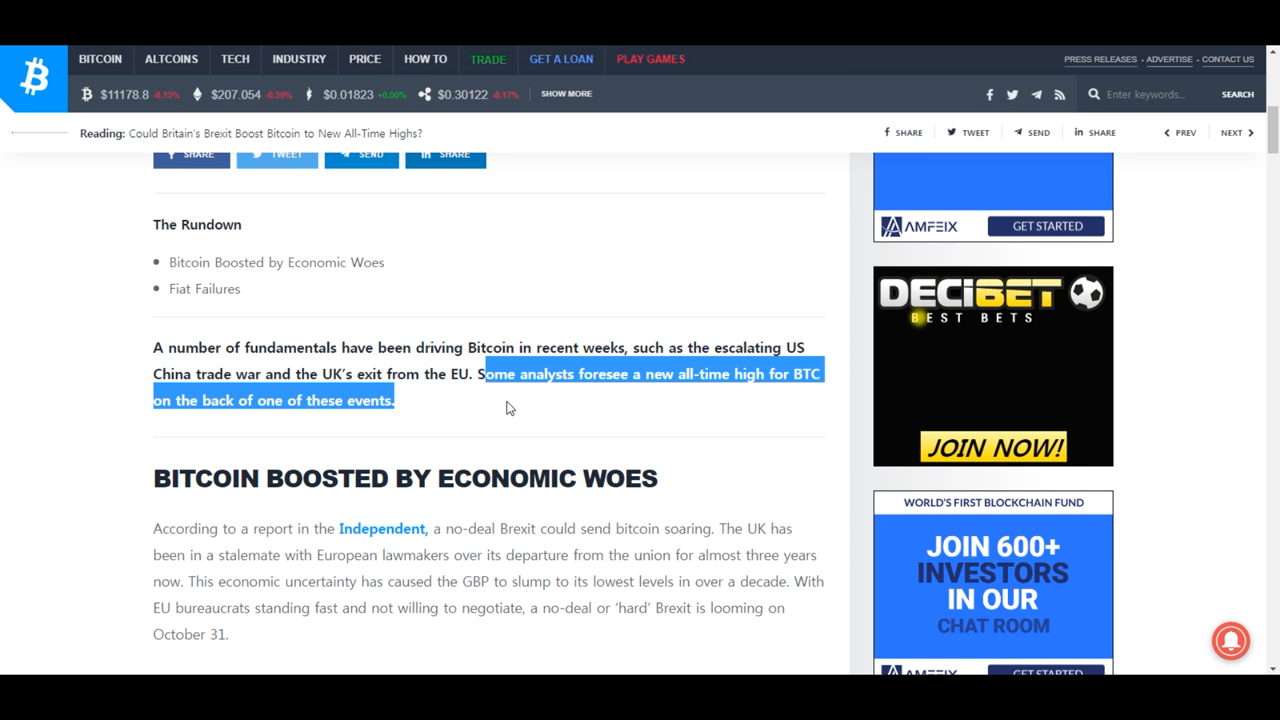 BITCOIN ALTCOINS TECH INDUSTRY PRICE HOW TO TRADE GET A LOAN PLAY GAMES PRESS RELEASES - ADVERTISE - CONTACT US
$11178.8 -0.13% $207.054 -0.39% $0.01823 +0.00% $0.30122 -0.17% SHOW MORE Enter keywords... SEARCH
Reading: Could Britain's Brexit Boost Bitcoin to New All-Time Highs? SHARE TWEET SEND SHARE PREV NEXT
SHARE TWEET SEND SHARE
The Rundown
• Bitcoin Boosted by Economic Woes
• Fiat Failures
A number of fundamentals have been driving Bitcoin in recent weeks, such as the escalating US
China trade war and the UK's exit from the EU. Some analysts foresee a new all-time high for BTC
on the back of one of these events.
BITCOIN BOOSTED BY ECONOMIC WOES
According to a report in the Independent, a no-deal Brexit could send bitcoin soaring. The UK has
been in a stalemate with European lawmakers over its departure from the union for almost three years
now. This economic uncertainty has caused the GBP to slump to its lowest levels in over a decade. With
EU bureaucrats standing fast and not willing to negotiate, a no-deal or 'hard' Brexit is looming on
October 31.
AMFEIX GET STARTED
DECIBET
BEST BETS
JOIN NOW!
WORLD'S FIRST BLOCKCHAIN FUND
JOIN 600+
INVESTORS
IN OUR
CHAT ROOM
AMFEIX GET STARTED